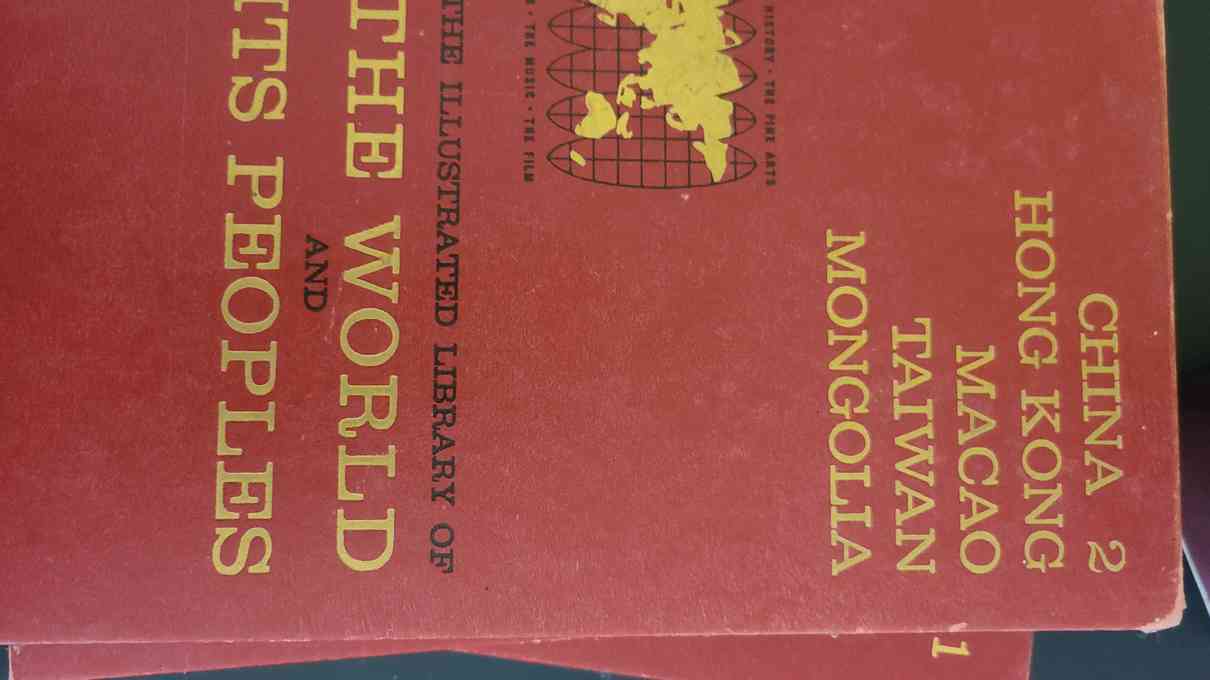 CHINA 2
HONG KONG
MACAO
TAIWAN
MONGOLIA
HISTORY · THE FINE ARTS
THE MUSIC · THE FILM
THE ILLUSTRATED LIBRARY OF
THE WORLD
AND
ITS PEOPLES
1